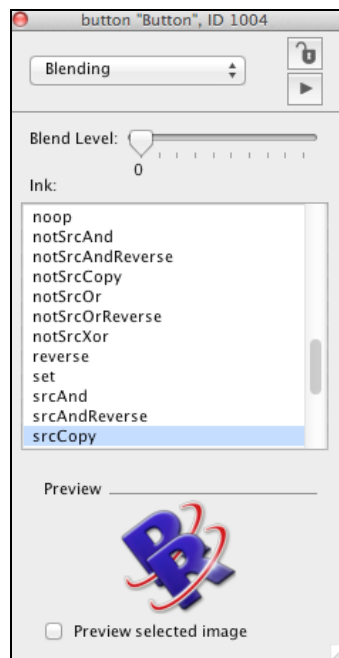 button "Button", ID 1004
Blending
Blend Level:
0
Ink:
noop
notSrcAnd
notSrcAndReverse
notSrcCopy
notSrcOr
notSrcOrReverse
notSrcXor
reverse
set
srcAnd
srcAndReverse
srcCopy
Preview
Preview selected image